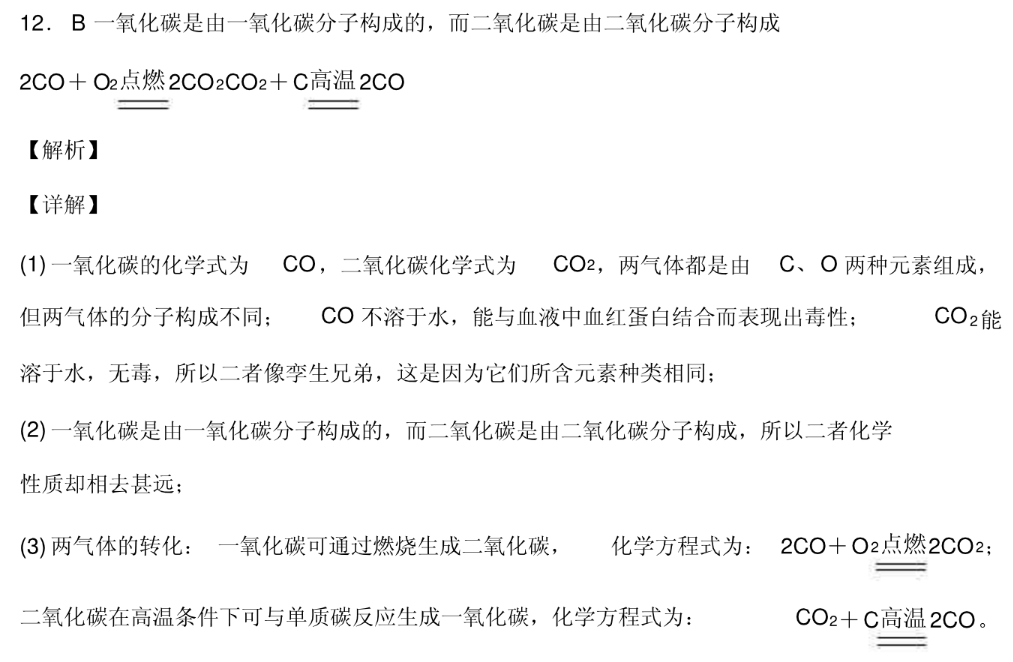 12． B 一氧化碳是由一氧化碳分子构成的，而二氧化碳是由二氧化碳分子构成
2CO＋O2点燃2CO2CO2＋C高温2CO
【解析】
【详解】
(1) 一氧化碳的化学式为 CO，二氧化碳化学式为 CO2，两气体都是由 C、O 两种元素组成，
但两气体的分子构成不同； CO 不溶于水，能与血液中血红蛋白结合而表现出毒性； CO2能
溶于水，无毒，所以二者像孪生兄弟，这是因为它们所含元素种类相同；
(2) 一氧化碳是由一氧化碳分子构成的，而二氧化碳是由二氧化碳分子构成，所以二者化学
性质却相去甚远；
(3) 两气体的转化： 一氧化碳可通过燃烧生成二氧化碳， 化学方程式为： 2CO＋O2点燃2CO2；
二氧化碳在高温条件下可与单质碳反应生成一氧化碳，化学方程式为： CO2＋C高温2CO。